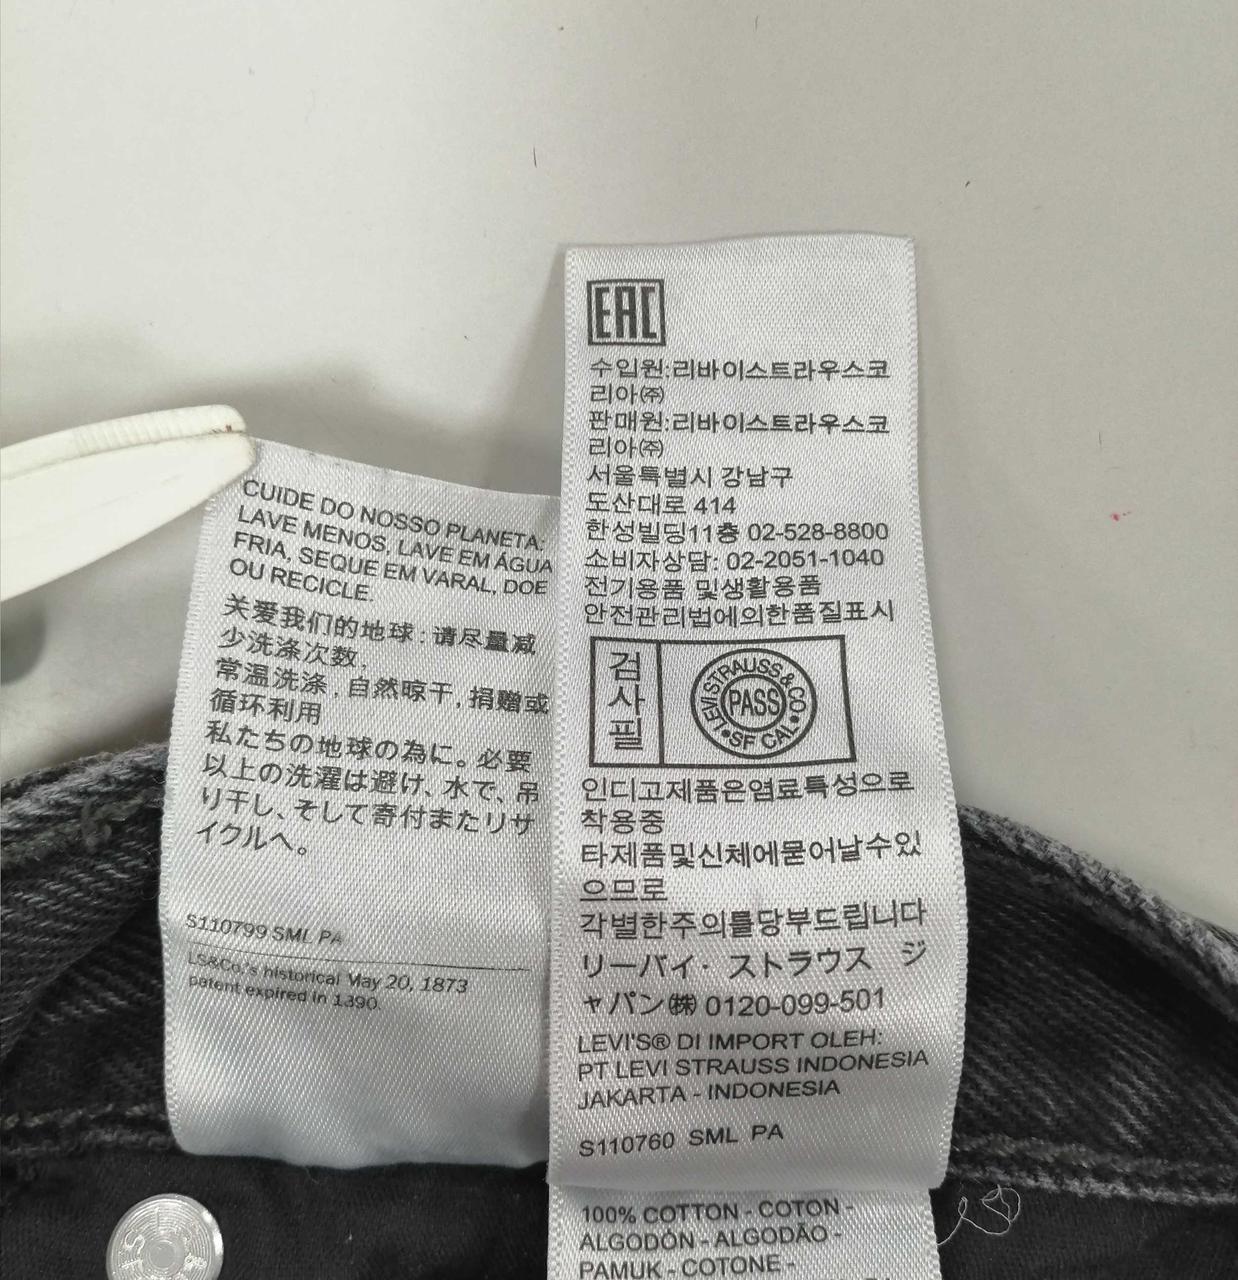 CUIDE DO NOSSO PLANETA:
LAVE MENOS, LAVE EM ÁGUA
FRIA, SEQUE EM VARAL, DOE
OU RECICLE.
关爱我们的地球：请尽量减
少洗涤次数.
常温洗涤,自然晾干,捐赠或
循环利用
私たちの地球の為に。必要
以上の洗濯は避け、水で、吊
り干し、そして寄付またリサ
イクルへ。
S110799 SML PA
LS&Co.'s historical May 20, 1873
patent expired in 1890.
EAC
수입원:리바이스트라우스코
리아㈜
판매원:리바이스트라우스코
리아㈜
서울특별시 강남구
도산대로 414
한성빌딩11층 02-528-8800
소비자상담: 02-2051-1040
전기용품 및생활용품
안전관리법에의한품질표시
검사필
LEVI STRAUSS & CO
PASS
SF CAL
인디고제품은염료특성으로
착용중
타제품및신체에묻어날수있
으므로
각별한주의를당부드립니다
リーバイ・ ストラウス ジ
ャパン㈱ 0120-099-501
LEVI'S® DI IMPORT OLEH:
PT LEVI STRAUSS INDONESIA
JAKARTA - INDONESIA
S110760 SML PA
100% COTTON - COTON -
ALGODÓN - ALGODÃO -
PAMUK - COTONE -